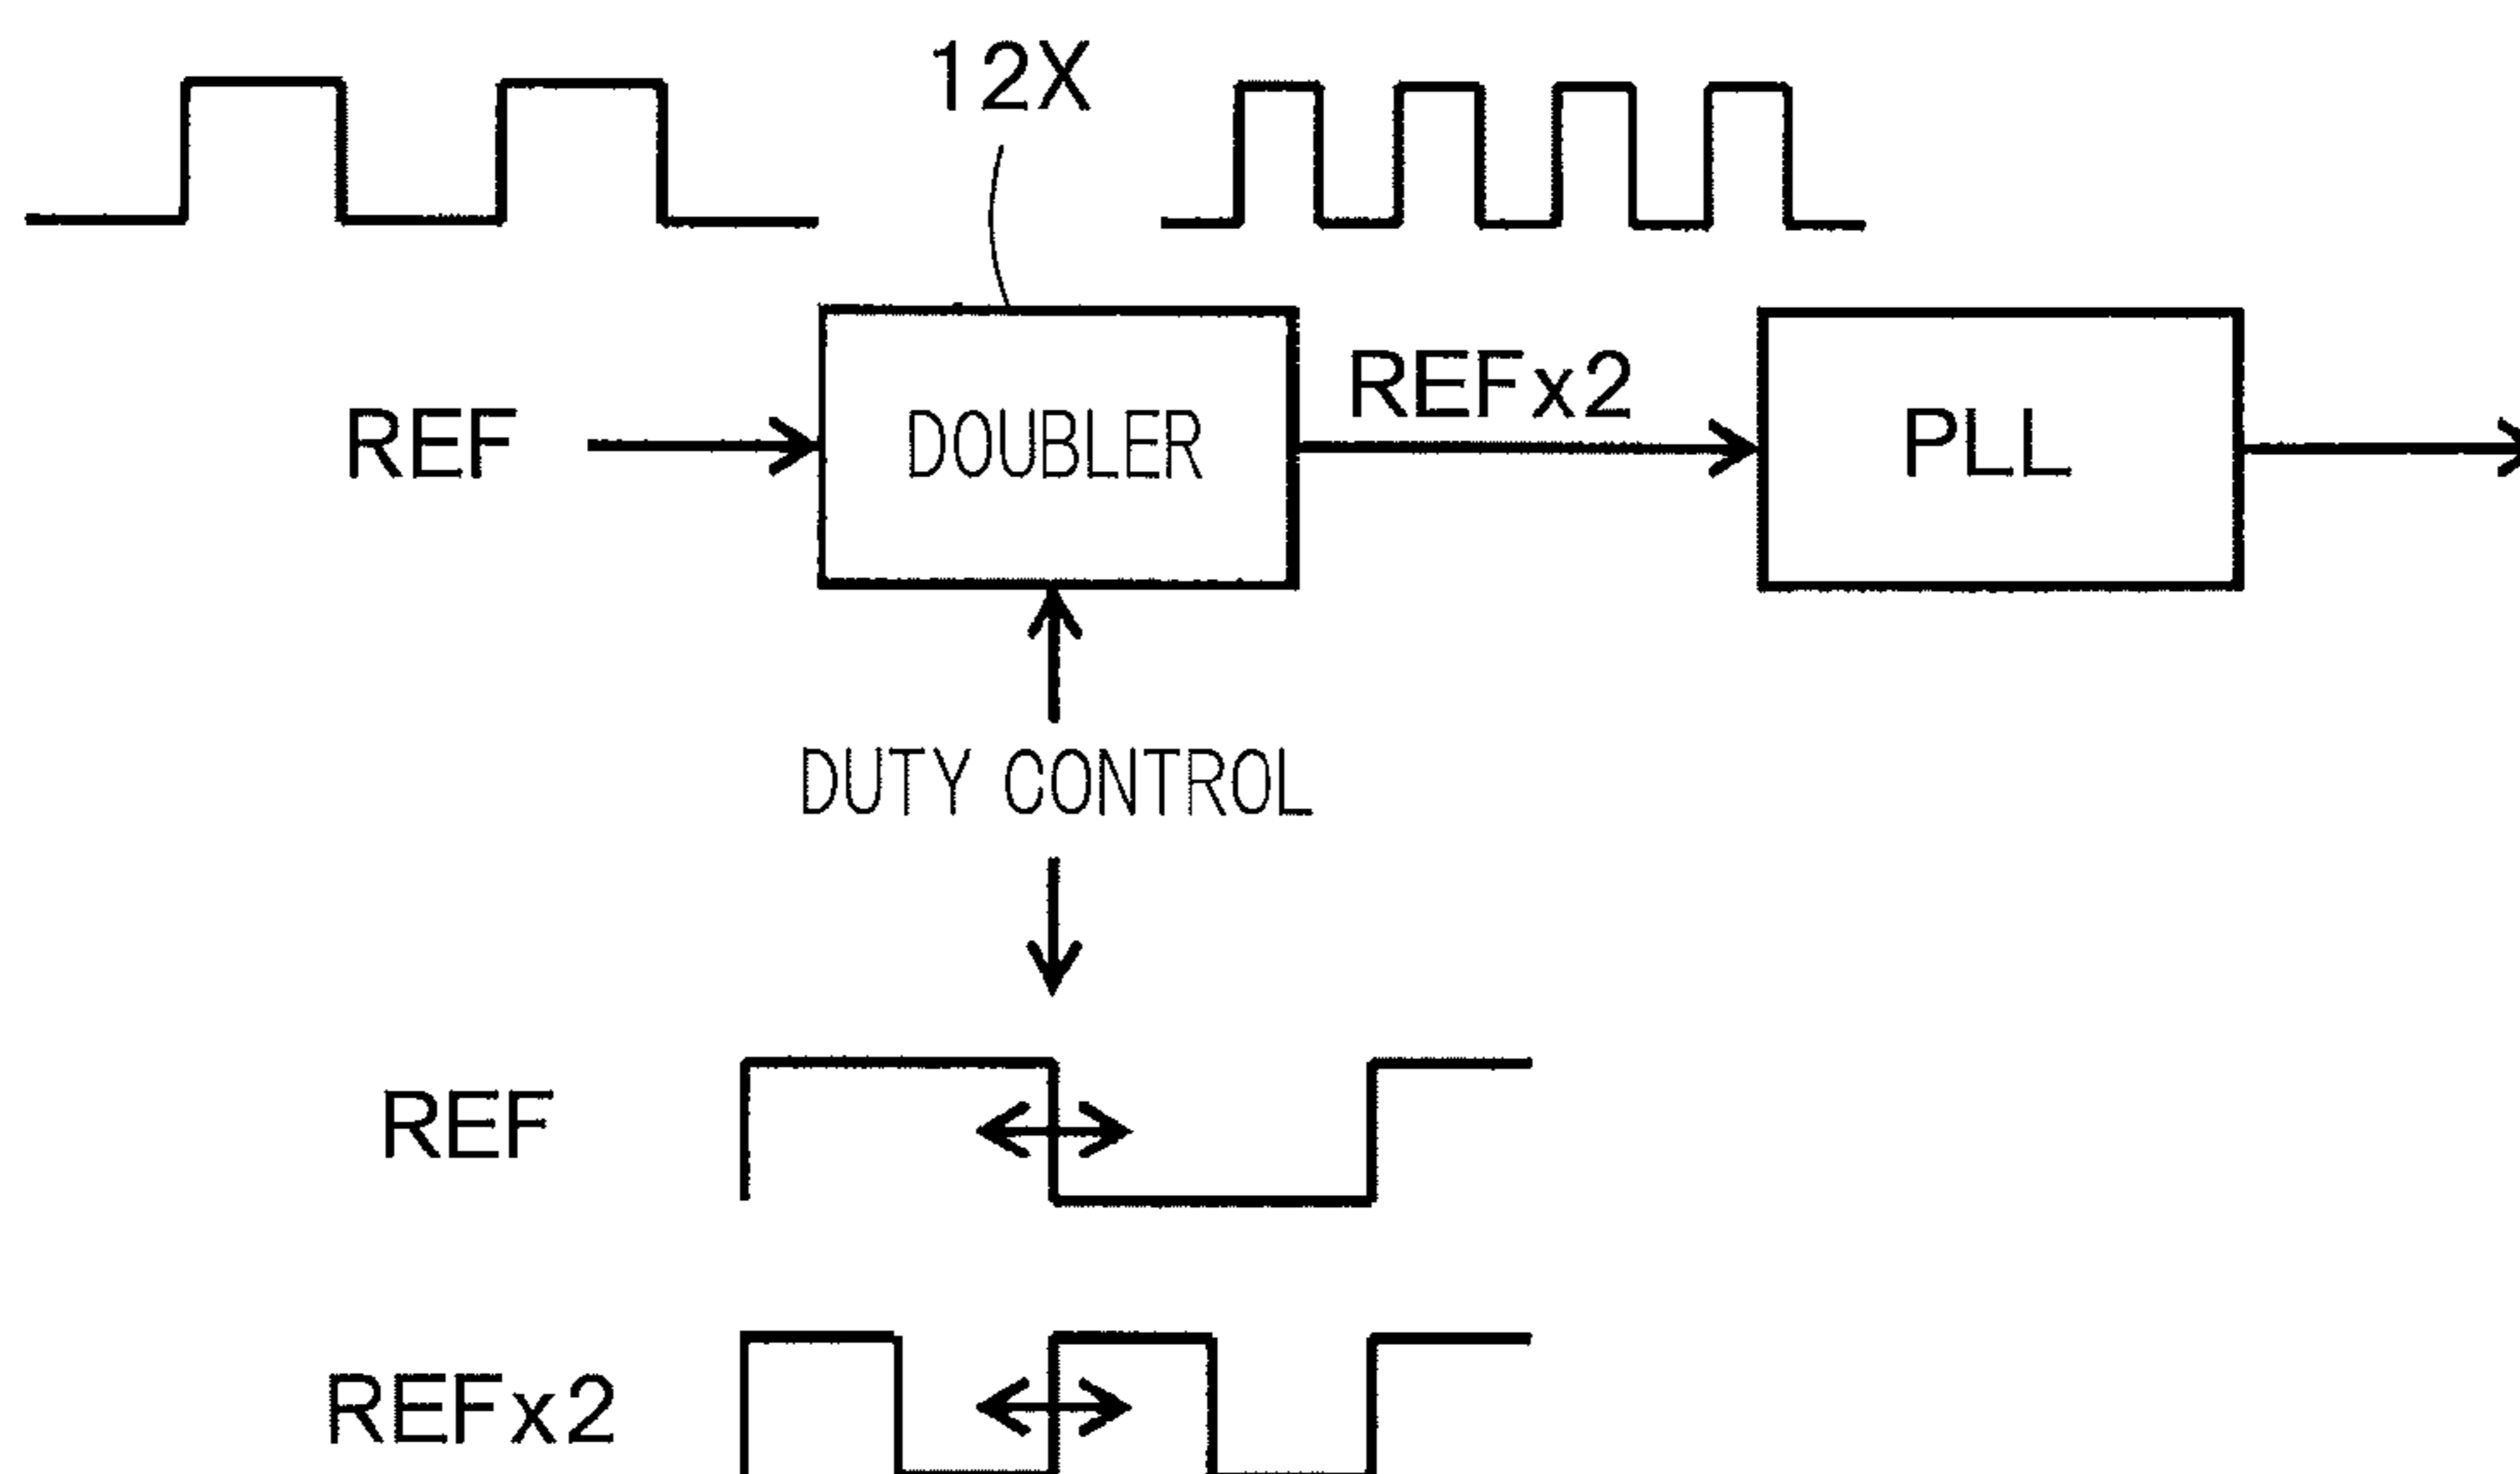 12X
REF
DOUBLER
REFx2
PLL
DUTY CONTROL
REF
REFx2